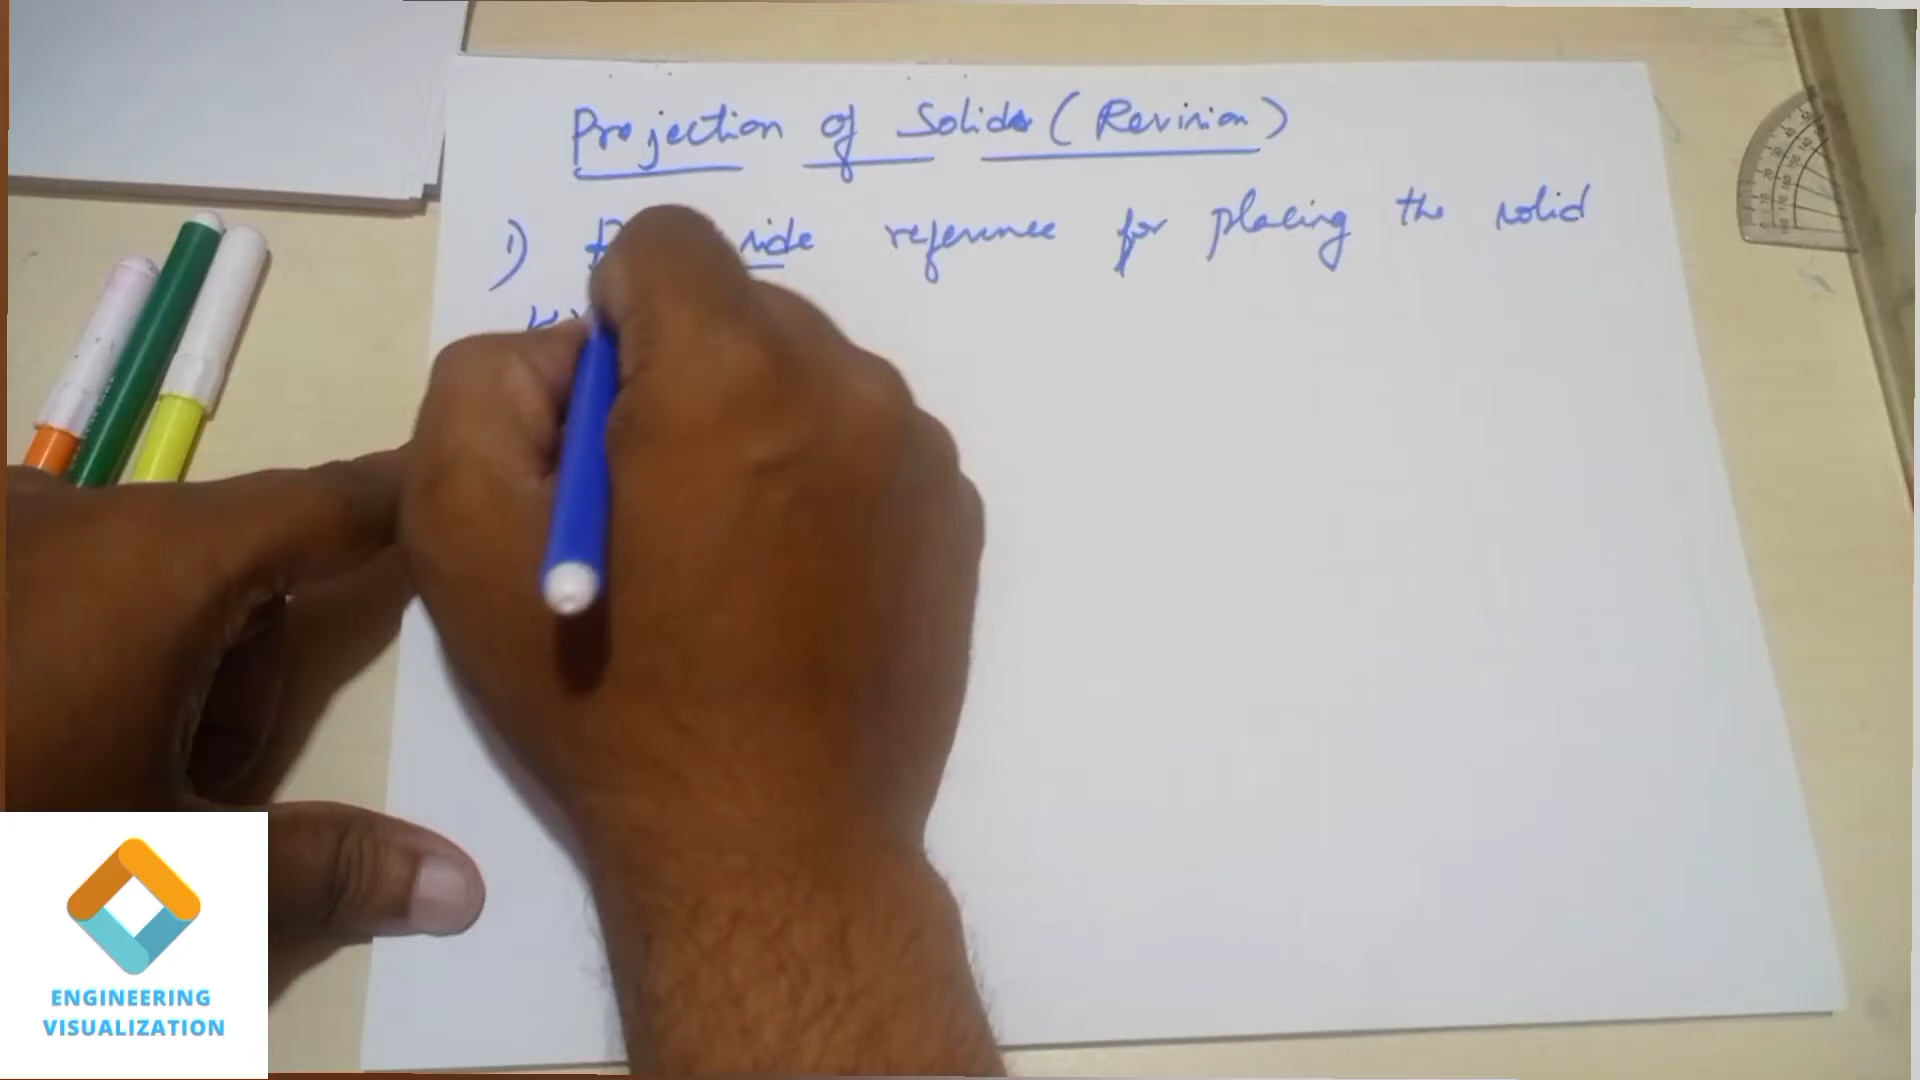 Projection of Solids (Revision)
1) side reference for placing the solid
ENGINEERING
VISUALIZATION